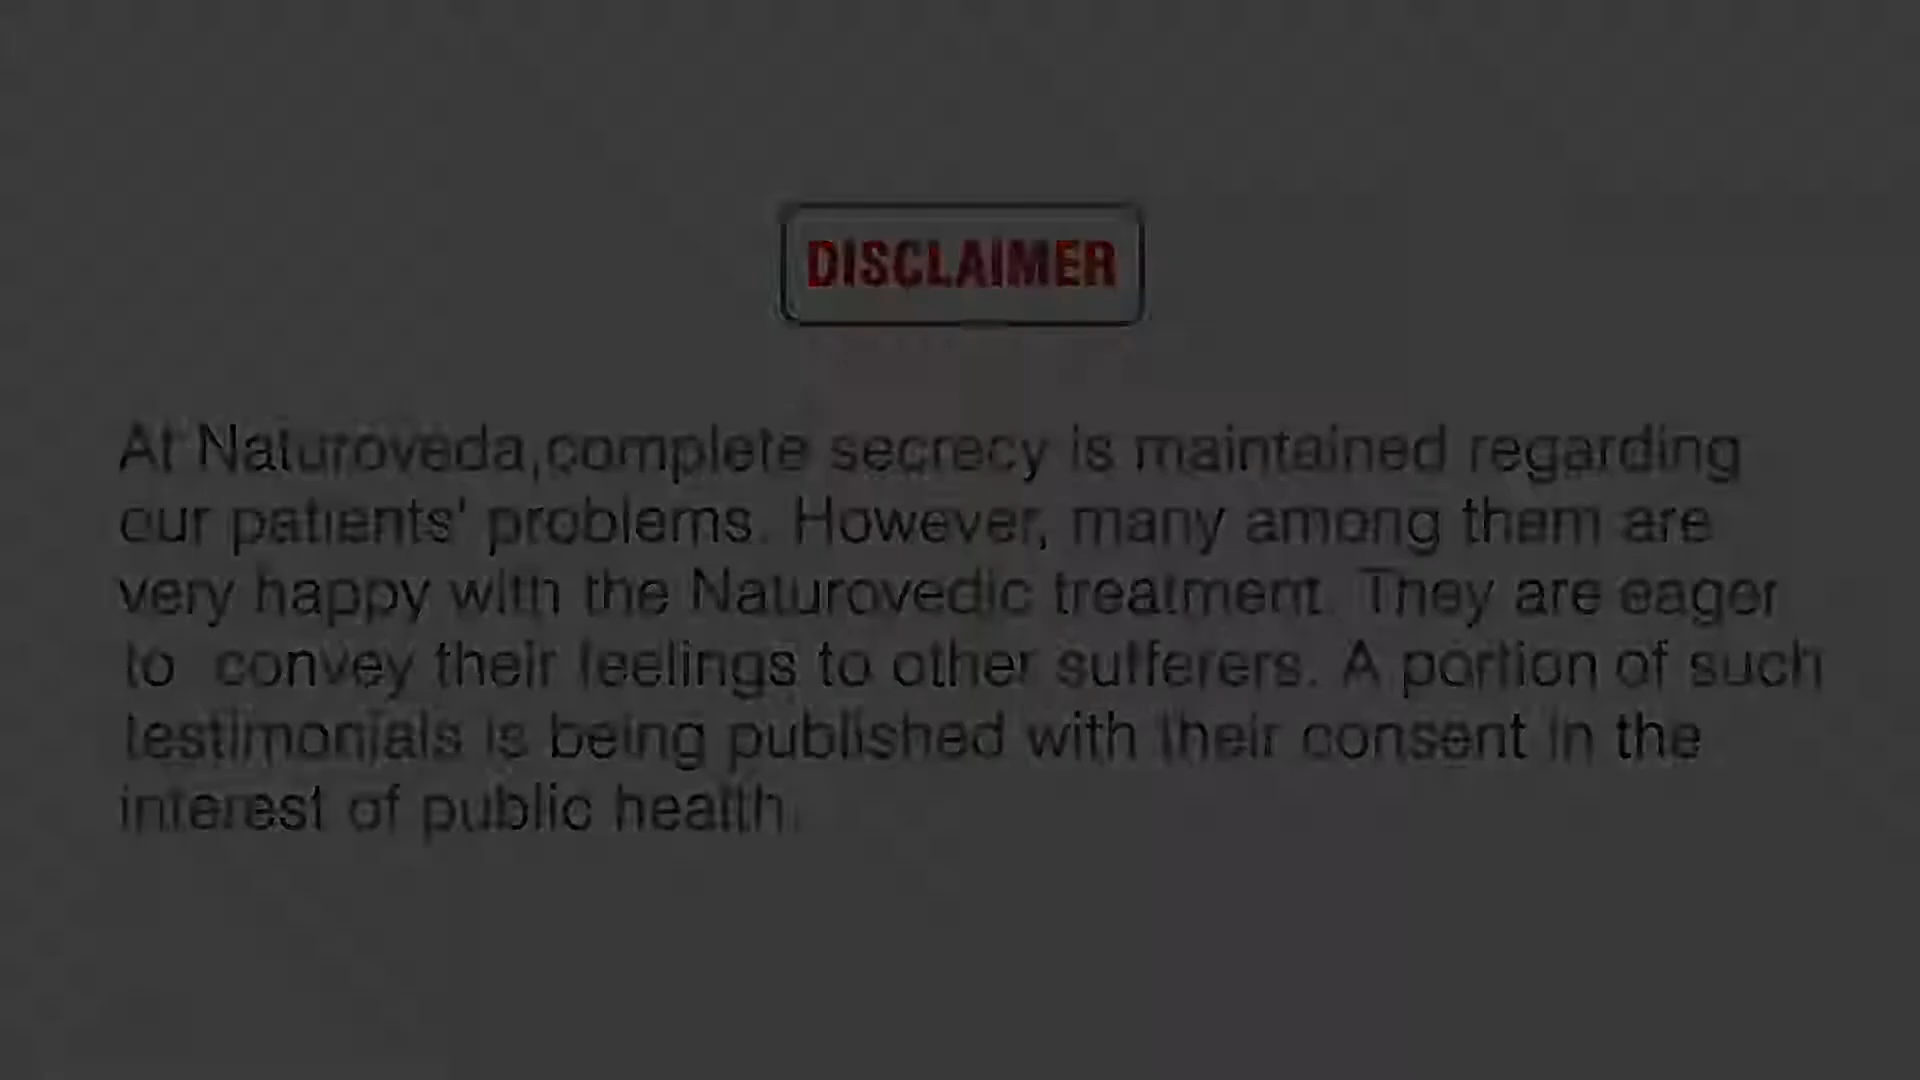 DISCLAIMER
At Naturoveda,complete secrecy is maintained regarding
our patients' problems. However, many among them are
very happy with the Naturovedic treatment. They are eager
to convey their feelings to other sufferers. A portion of such
testimonials is being published with their consent in the
interest of public health.